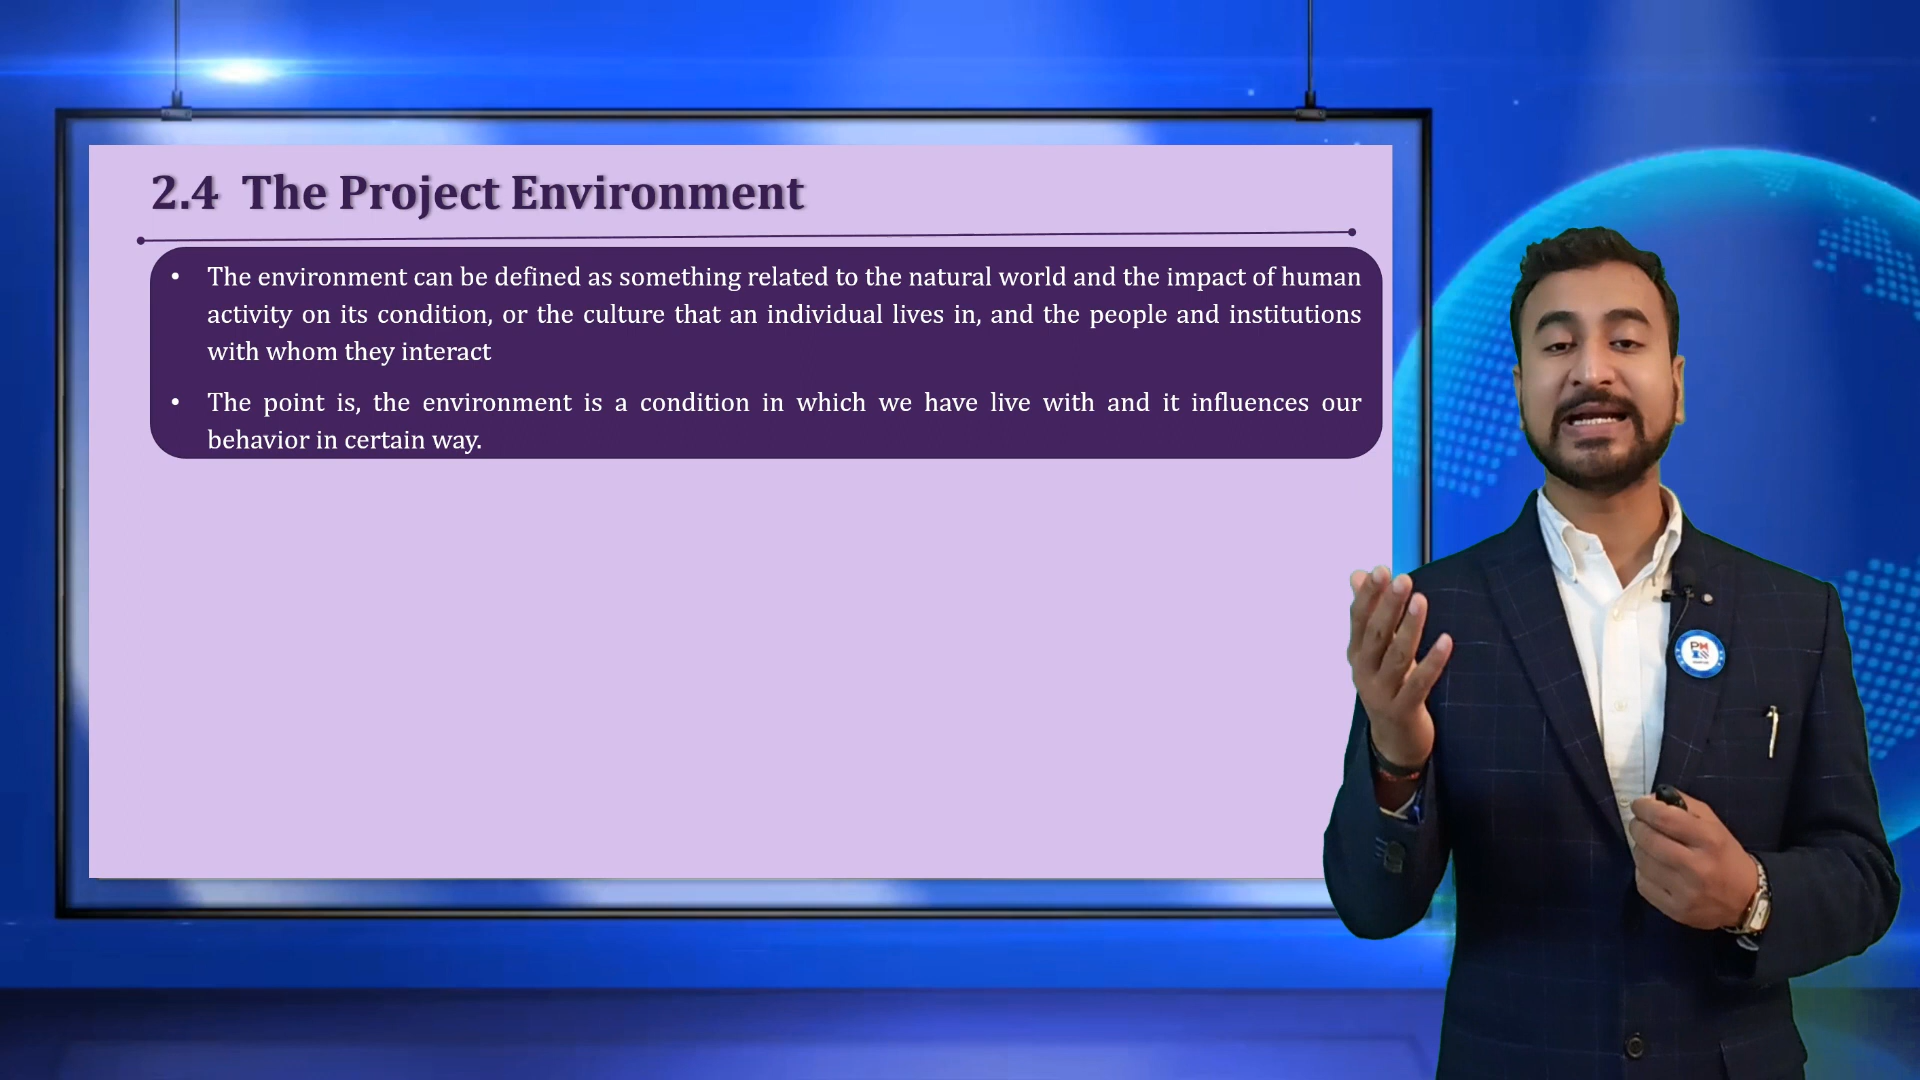 2.4 The Project Environment
• The environment can be defined as something related to the natural world and the impact of human
activity on its condition, or the culture that an individual lives in, and the people and institutions
with whom they interact
• The point is, the environment is a condition in which we have live with and it influences our
behavior in certain way.